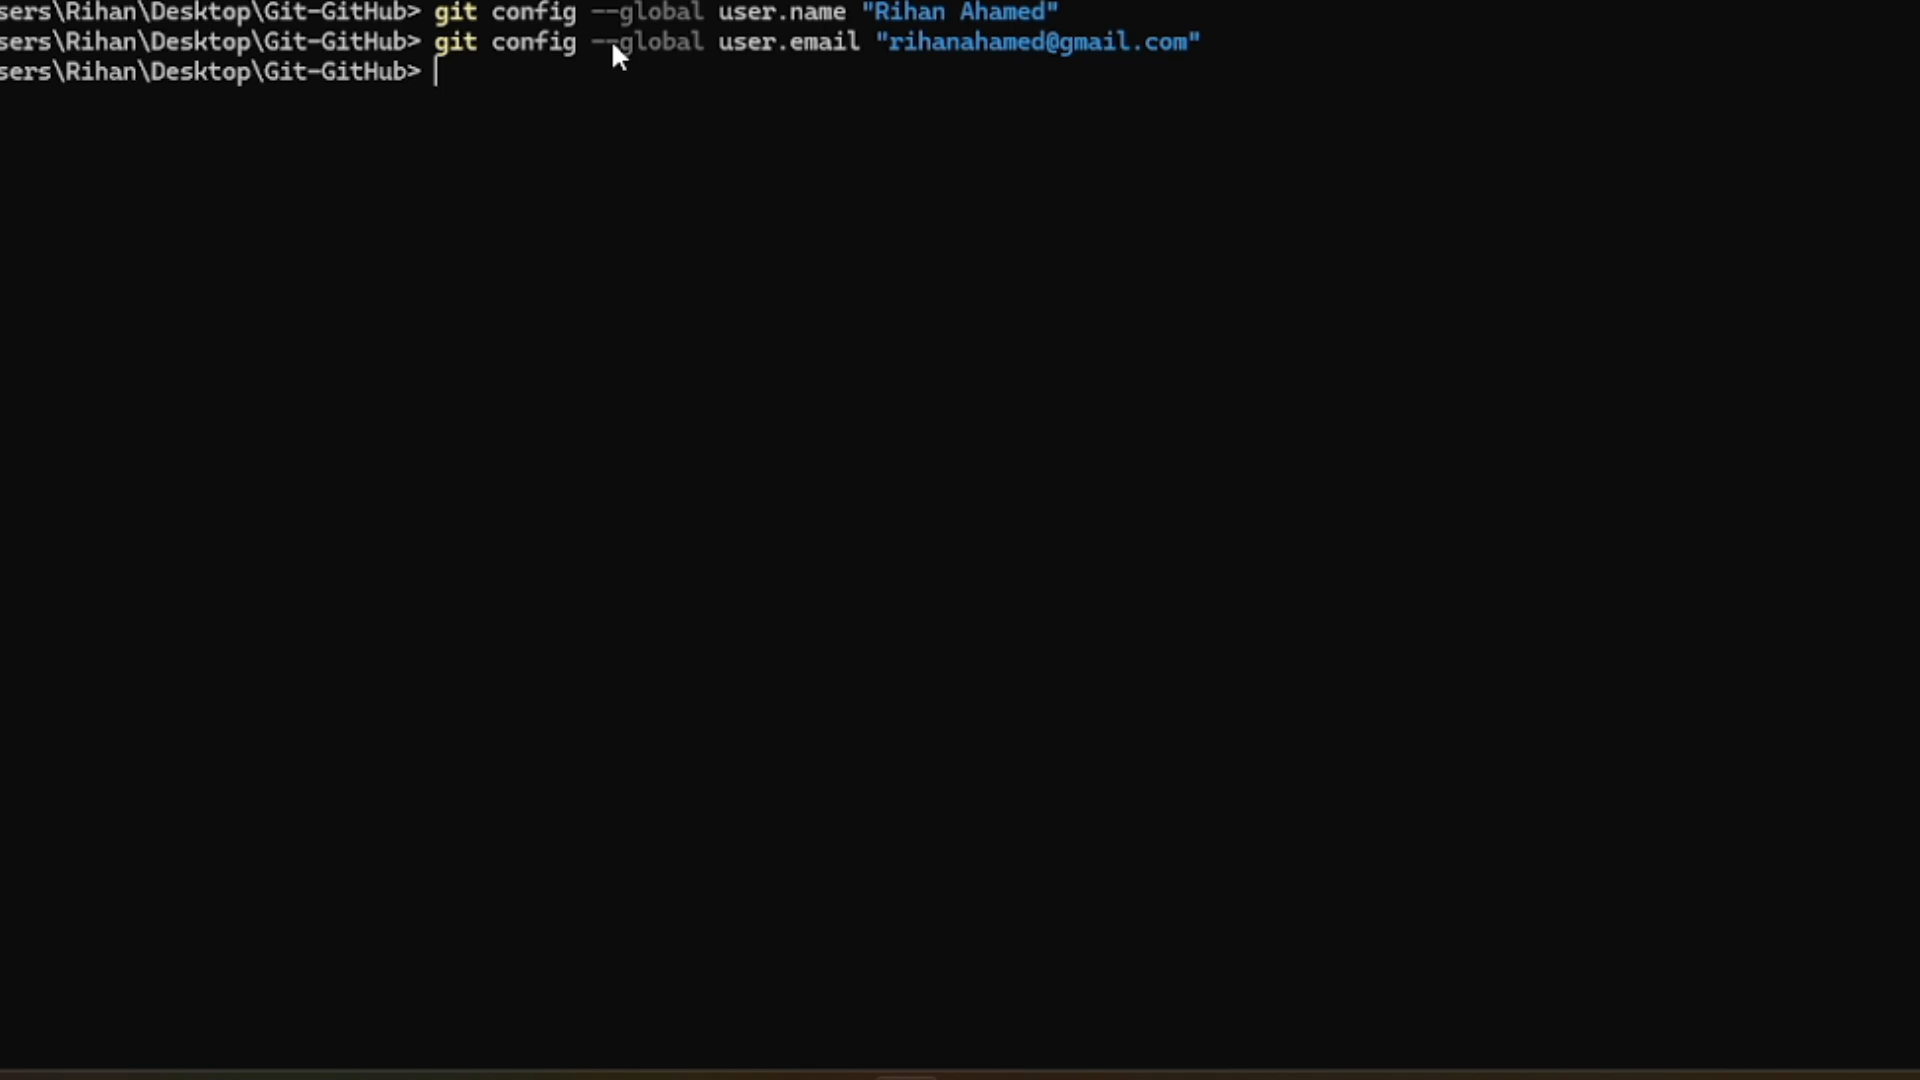 sers\Rihan\Desktop\Git-GitHub> git config --global user.name "Rihan Ahamed"
sers\Rihan\Desktop\Git-GitHub> git config --global user.email "rihanahamed@gmail.com"
sers\Rihan\Desktop\Git-GitHub>